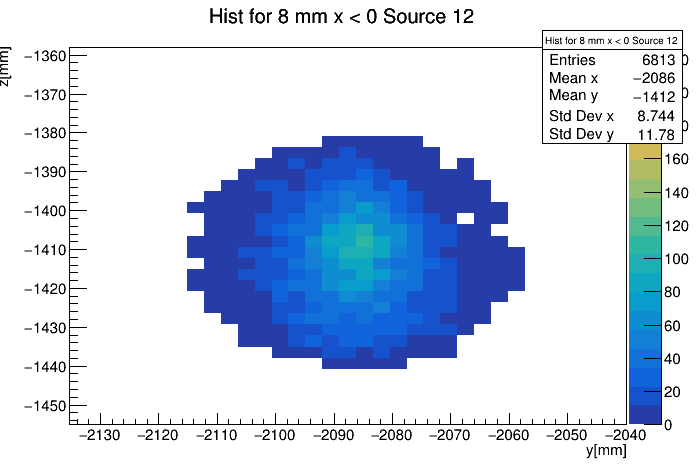 Hist for 8 mm x < 0 Source 12
Hist for 8 mm x < 0 Source 12
Entries 6813
Mean x −2086
Mean y −1412
Std Dev x 8.744
Std Dev y 11.78
z[mm]
−1360
−1370
−1380
−1390
−1400
−1410
−1420
−1430
−1440
−1450
160
140
120
100
80
60
40
20
0
−2130 −2120 −2110 −2100 −2090 −2080 −2070 −2060 −2050 −2040
y[mm]